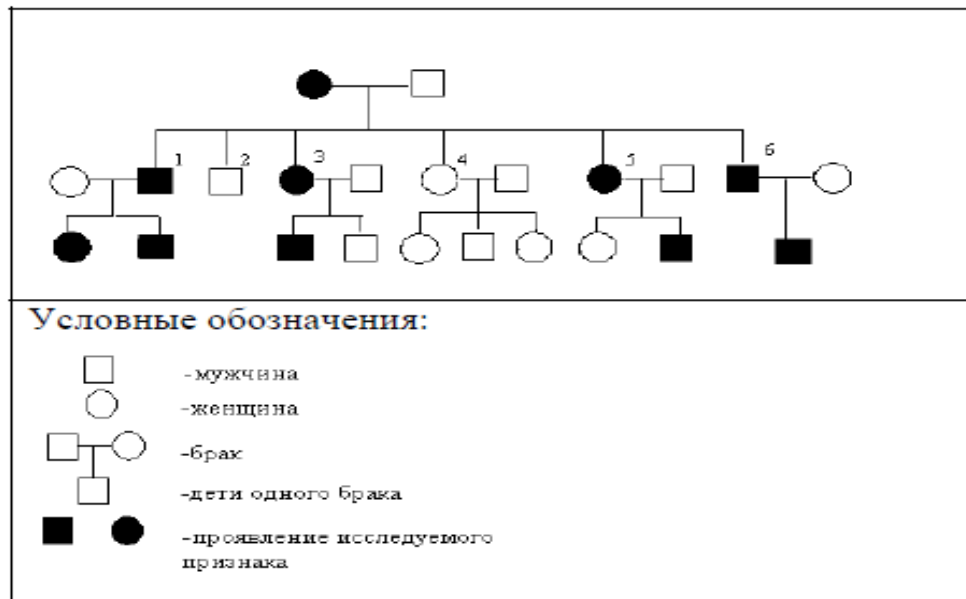 1 2 3 4 5 6
Условные обозначения:
-мужчина
-женщина
-брак
-дети одного брака
-проявление исследуемого
признака